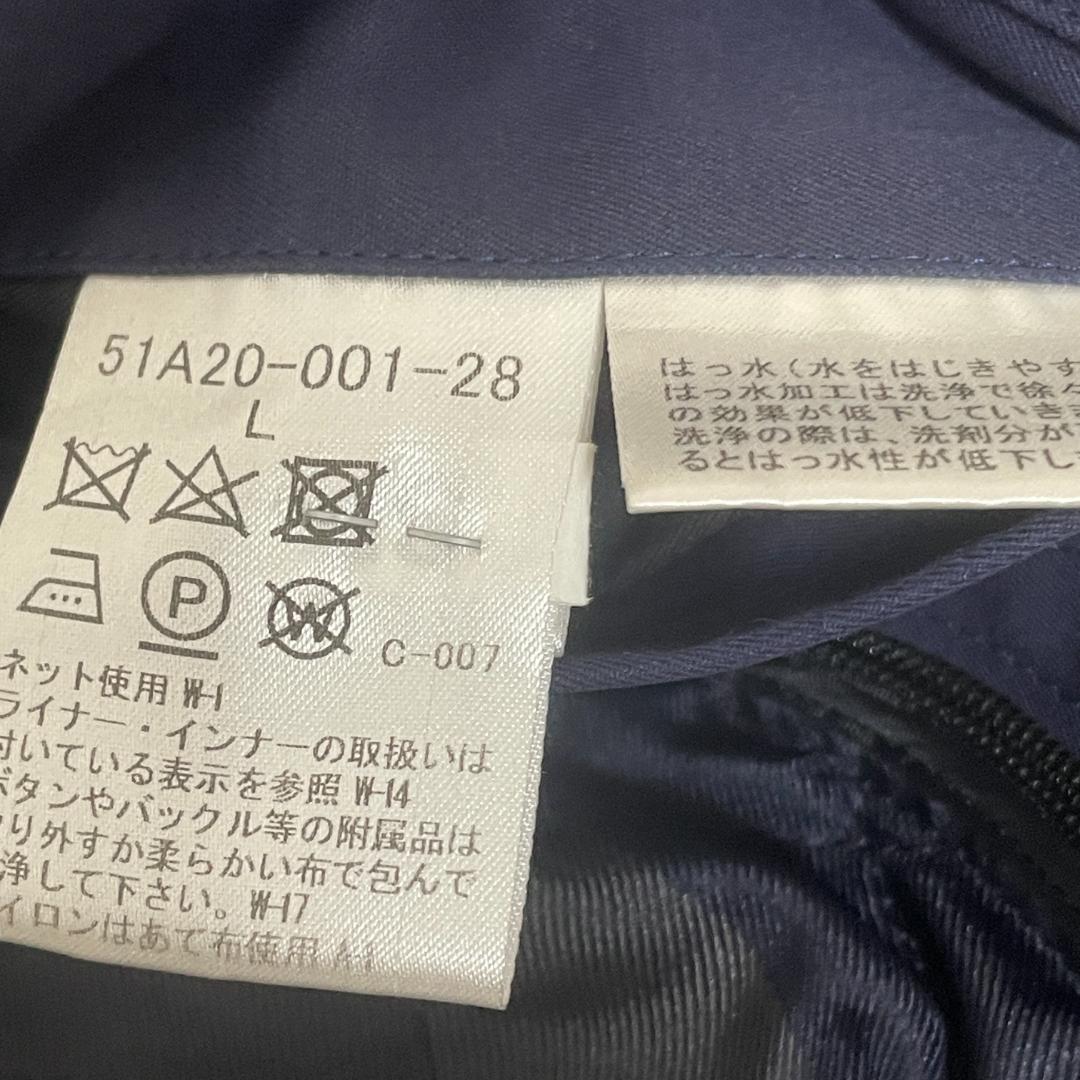 51A20-001-28
L
P
W
C-007
ネット使用 W-1
ライナー・インナーの取扱いは
付いている表示を参照 W-14
ボタンやバックル等の附属品は
り外すか柔らかい布で包んで
浄して下さい。W-17
イロンはあて布使用 A-1
はっ水(水をはじきやす
はっ水加工は洗浄で徐々
の効果が低下していきま
洗浄の際は、洗剤分が
るとはっ水性が低下し